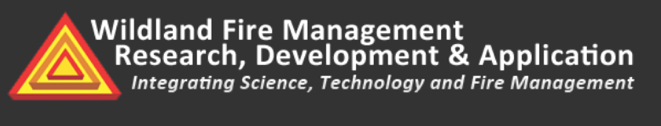 Wildland Fire Management
Research, Development & Application
Integrating Science, Technology and Fire Management